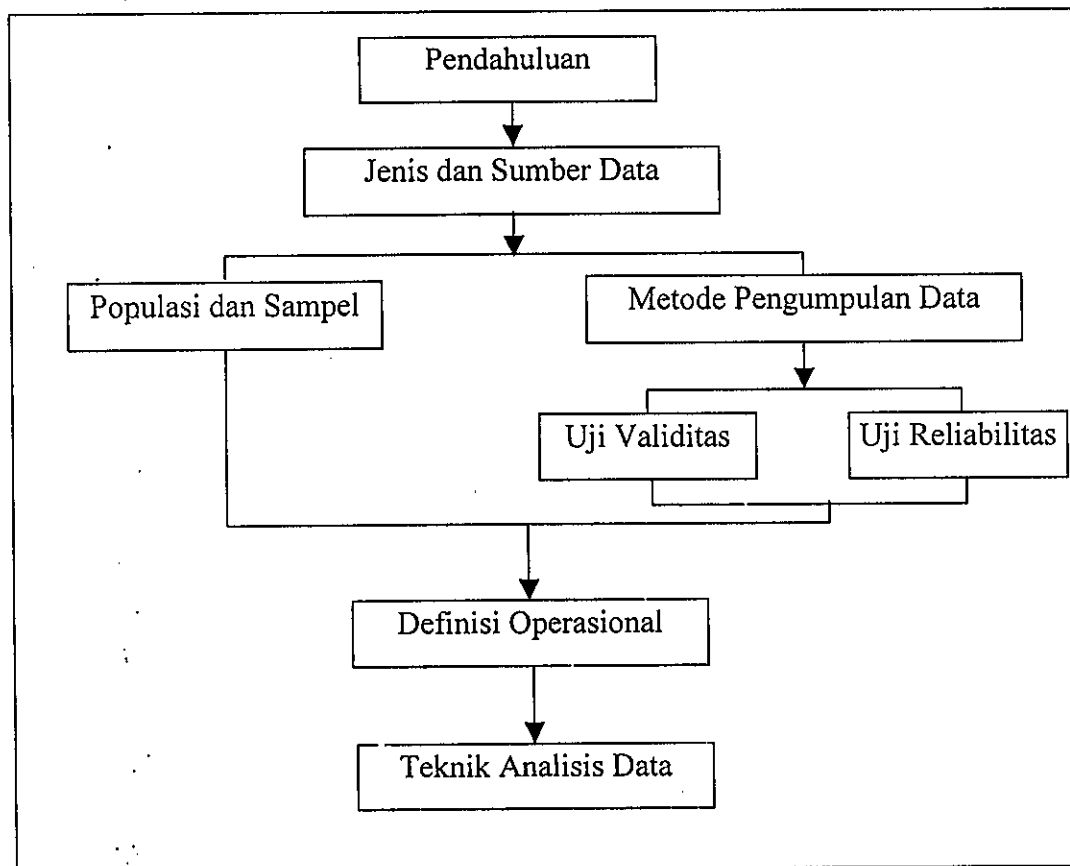 Pendahuluan
Jenis dan Sumber Data
Populasi dan Sampel
Metode Pengumpulan Data
Uji Validitas
Uji Reliabilitas
Definisi Operasional
Teknik Analisis Data